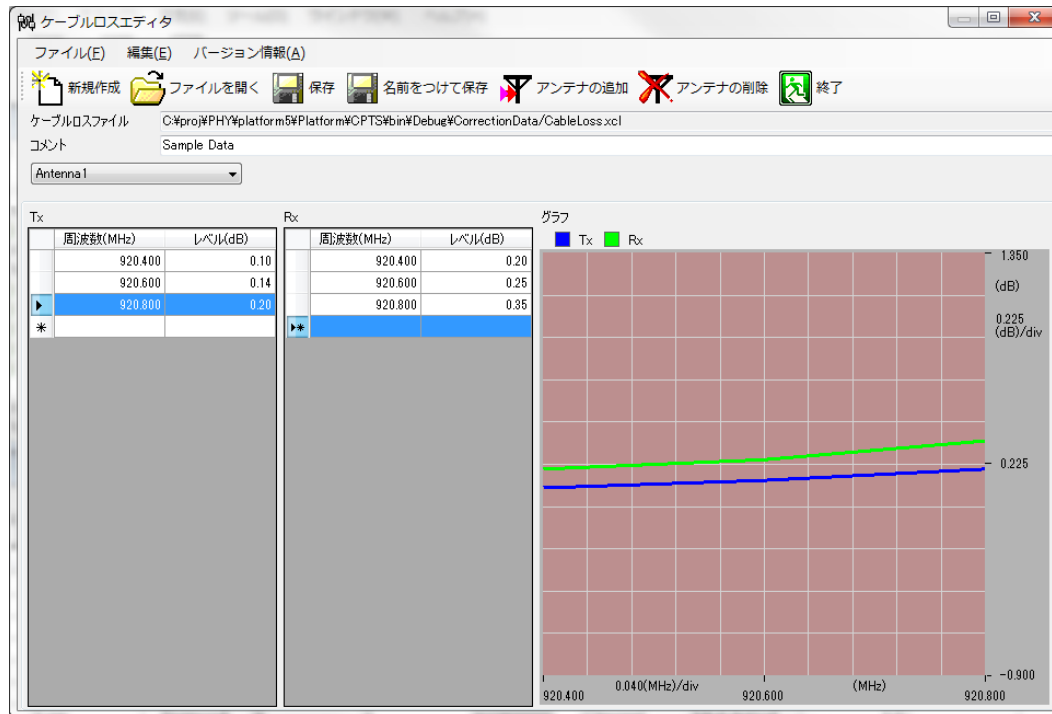 ケーブルロスエディタ
ファイル(F) 編集(E) バージョン情報(A)
新規作成 ファイルを開く 保存 名前をつけて保存 アンテナの追加 アンテナの削除 終了
ケーブルロスファイル C:¥proj¥PHY¥platform5¥Platform¥CPTS¥bin¥Debug¥CorrectionData/CableLoss.xcl
コメント Sample Data
Antenna1
Tx Rx グラフ
周波数(MHz) レベル(dB) 周波数(MHz) レベル(dB) Tx Rx
920.400 0.10 920.400 0.20
920.600 0.14 920.600 0.25
920.800 0.20 920.800 0.35
1.350
(dB)
0.225
(dB)/div
0.225
-0.900
0.040(MHz)/div (MHz)
920.400 920.600 920.800